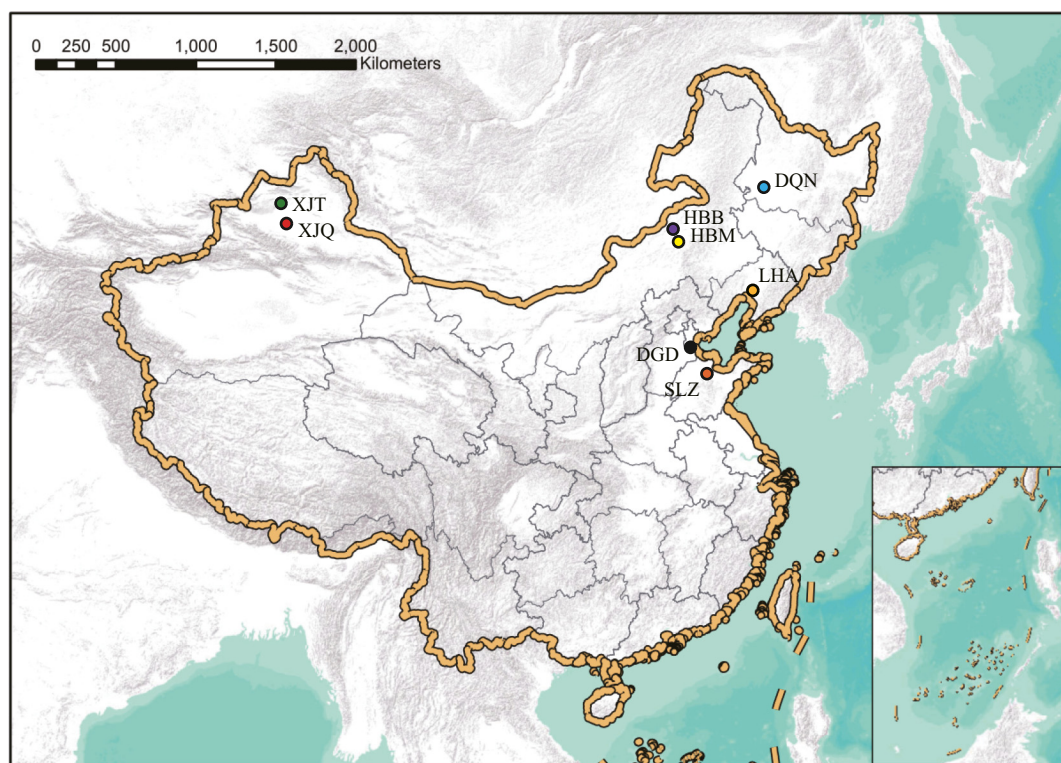 0 250 500 1,000 1,500 2,000
Kilometers
DQN
XJT
XJQ
HBB
HBM
LHA
DGD
SLZ